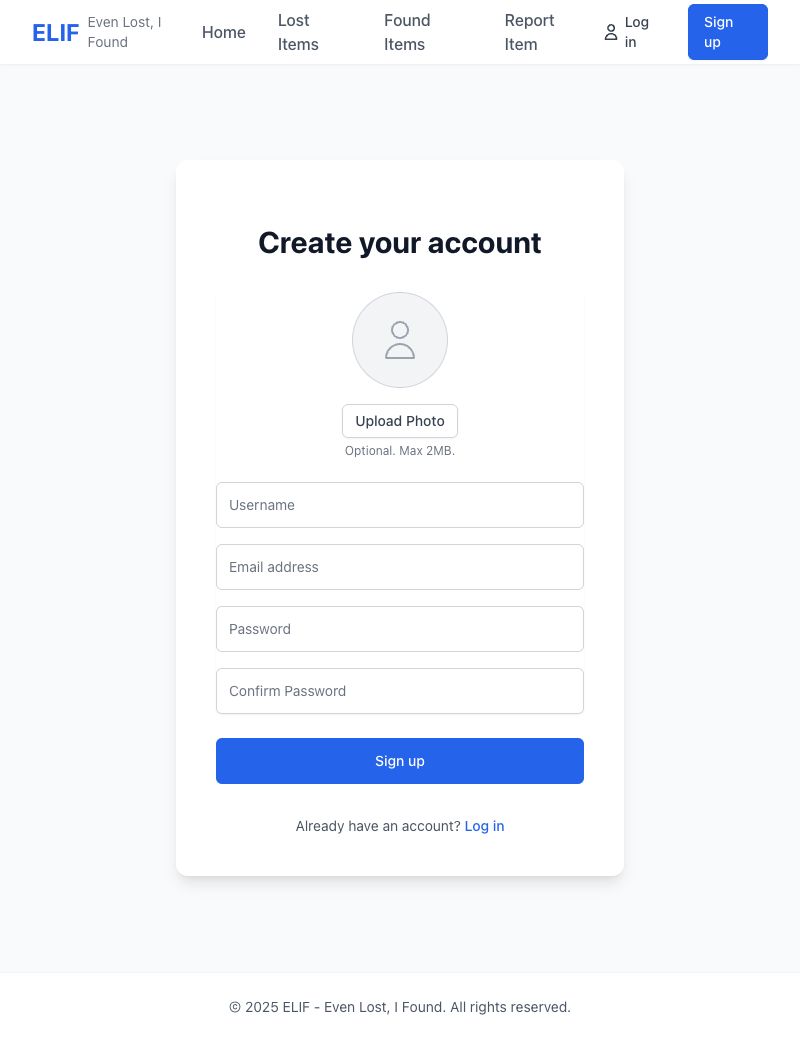 ELIF
Even Lost, I
Found
Home
Lost
Items
Found
Items
Report
Item
Log
in
Sign
up
Create your account
Upload Photo
Optional. Max 2MB.
Username
Email address
Password
Confirm Password
Sign up
Already have an account? Log in
© 2025 ELIF - Even Lost, I Found. All rights reserved.